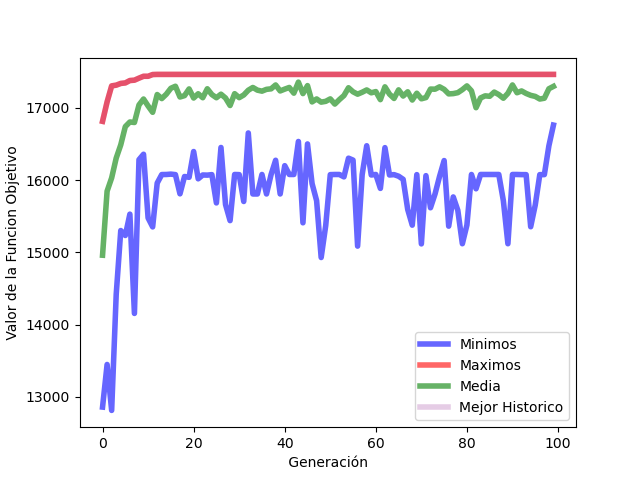 17000
16000
15000
14000
13000
Valor de la Funcion Objetivo
0 20 40 60 80 100
Generación
Minimos
Maximos
Media
Mejor Historico